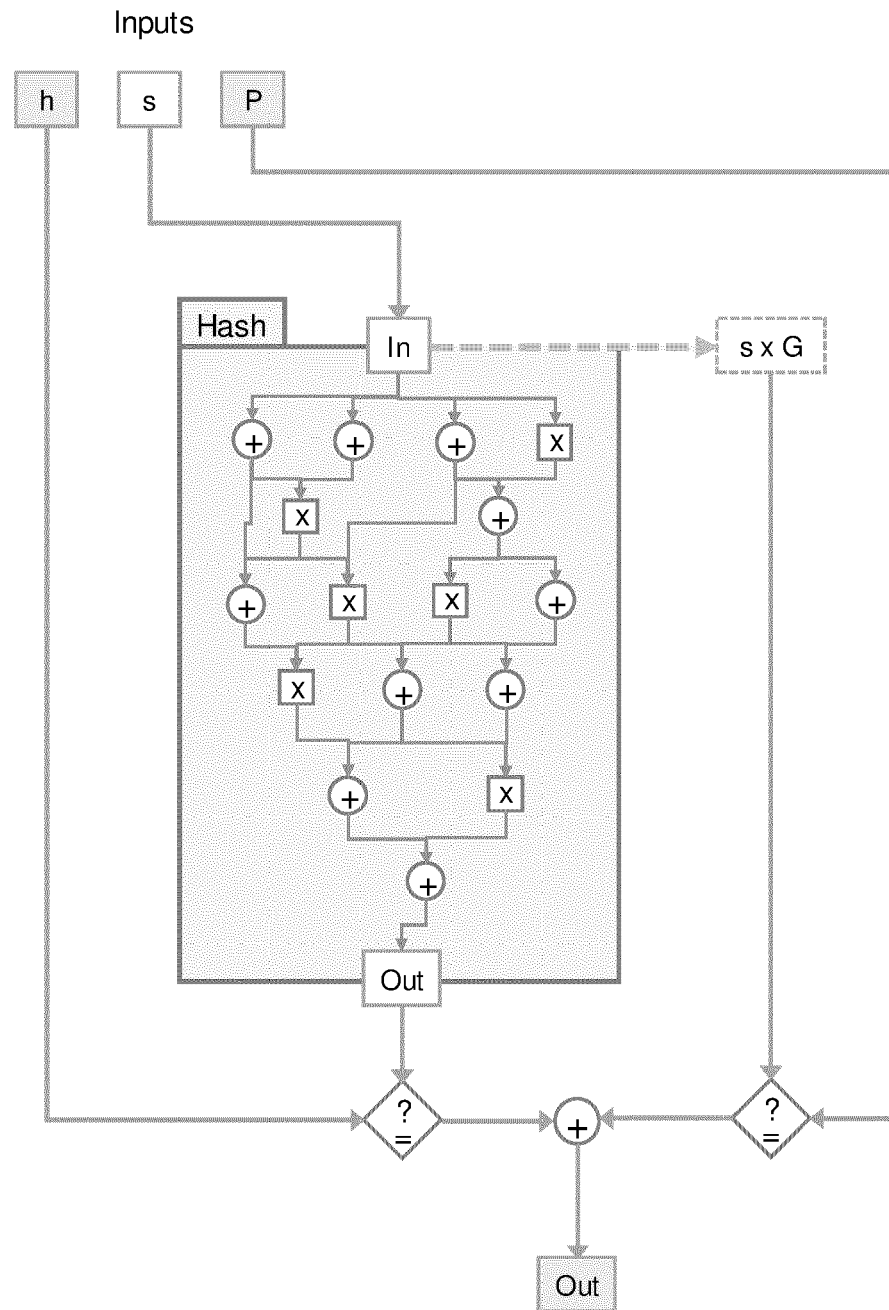 Inputs
h s P
Hash
In
s x G
+ + + x
x +
+ x x +
x + +
+ x
+
Out
?
=
+
?
=
Out